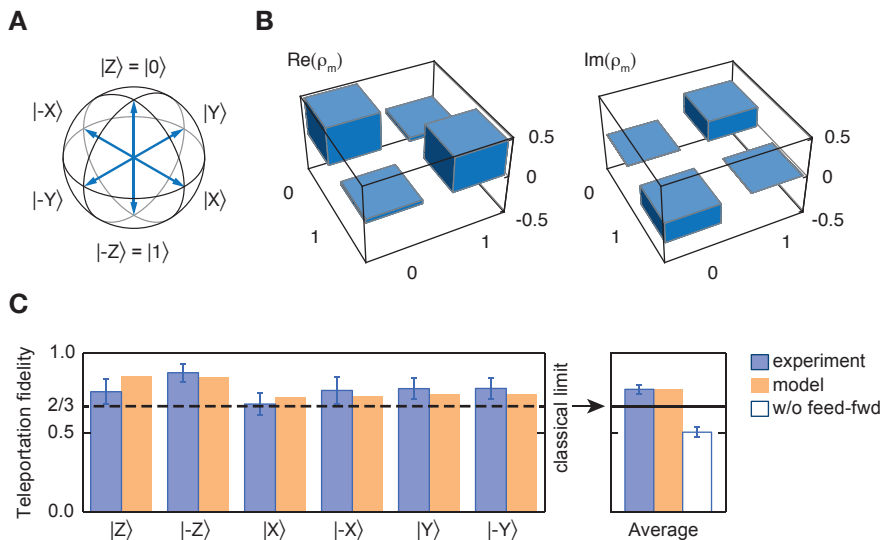 A
|Z⟩ = |0⟩
|-X⟩
|Y⟩
|-Y⟩
|X⟩
|-Z⟩ = |1⟩
B
Re(ρm)
0.5
0
-0.5
0
1
0
1
Im(ρm)
0.5
0
-0.5
0
1
0
1
C
Teleportation fidelity
1.0
2/3
0.5
0.0
|Z⟩
|-Z⟩
|X⟩
|-X⟩
|Y⟩
|-Y⟩
classical limit
Average
experiment
model
w/o feed-fwd